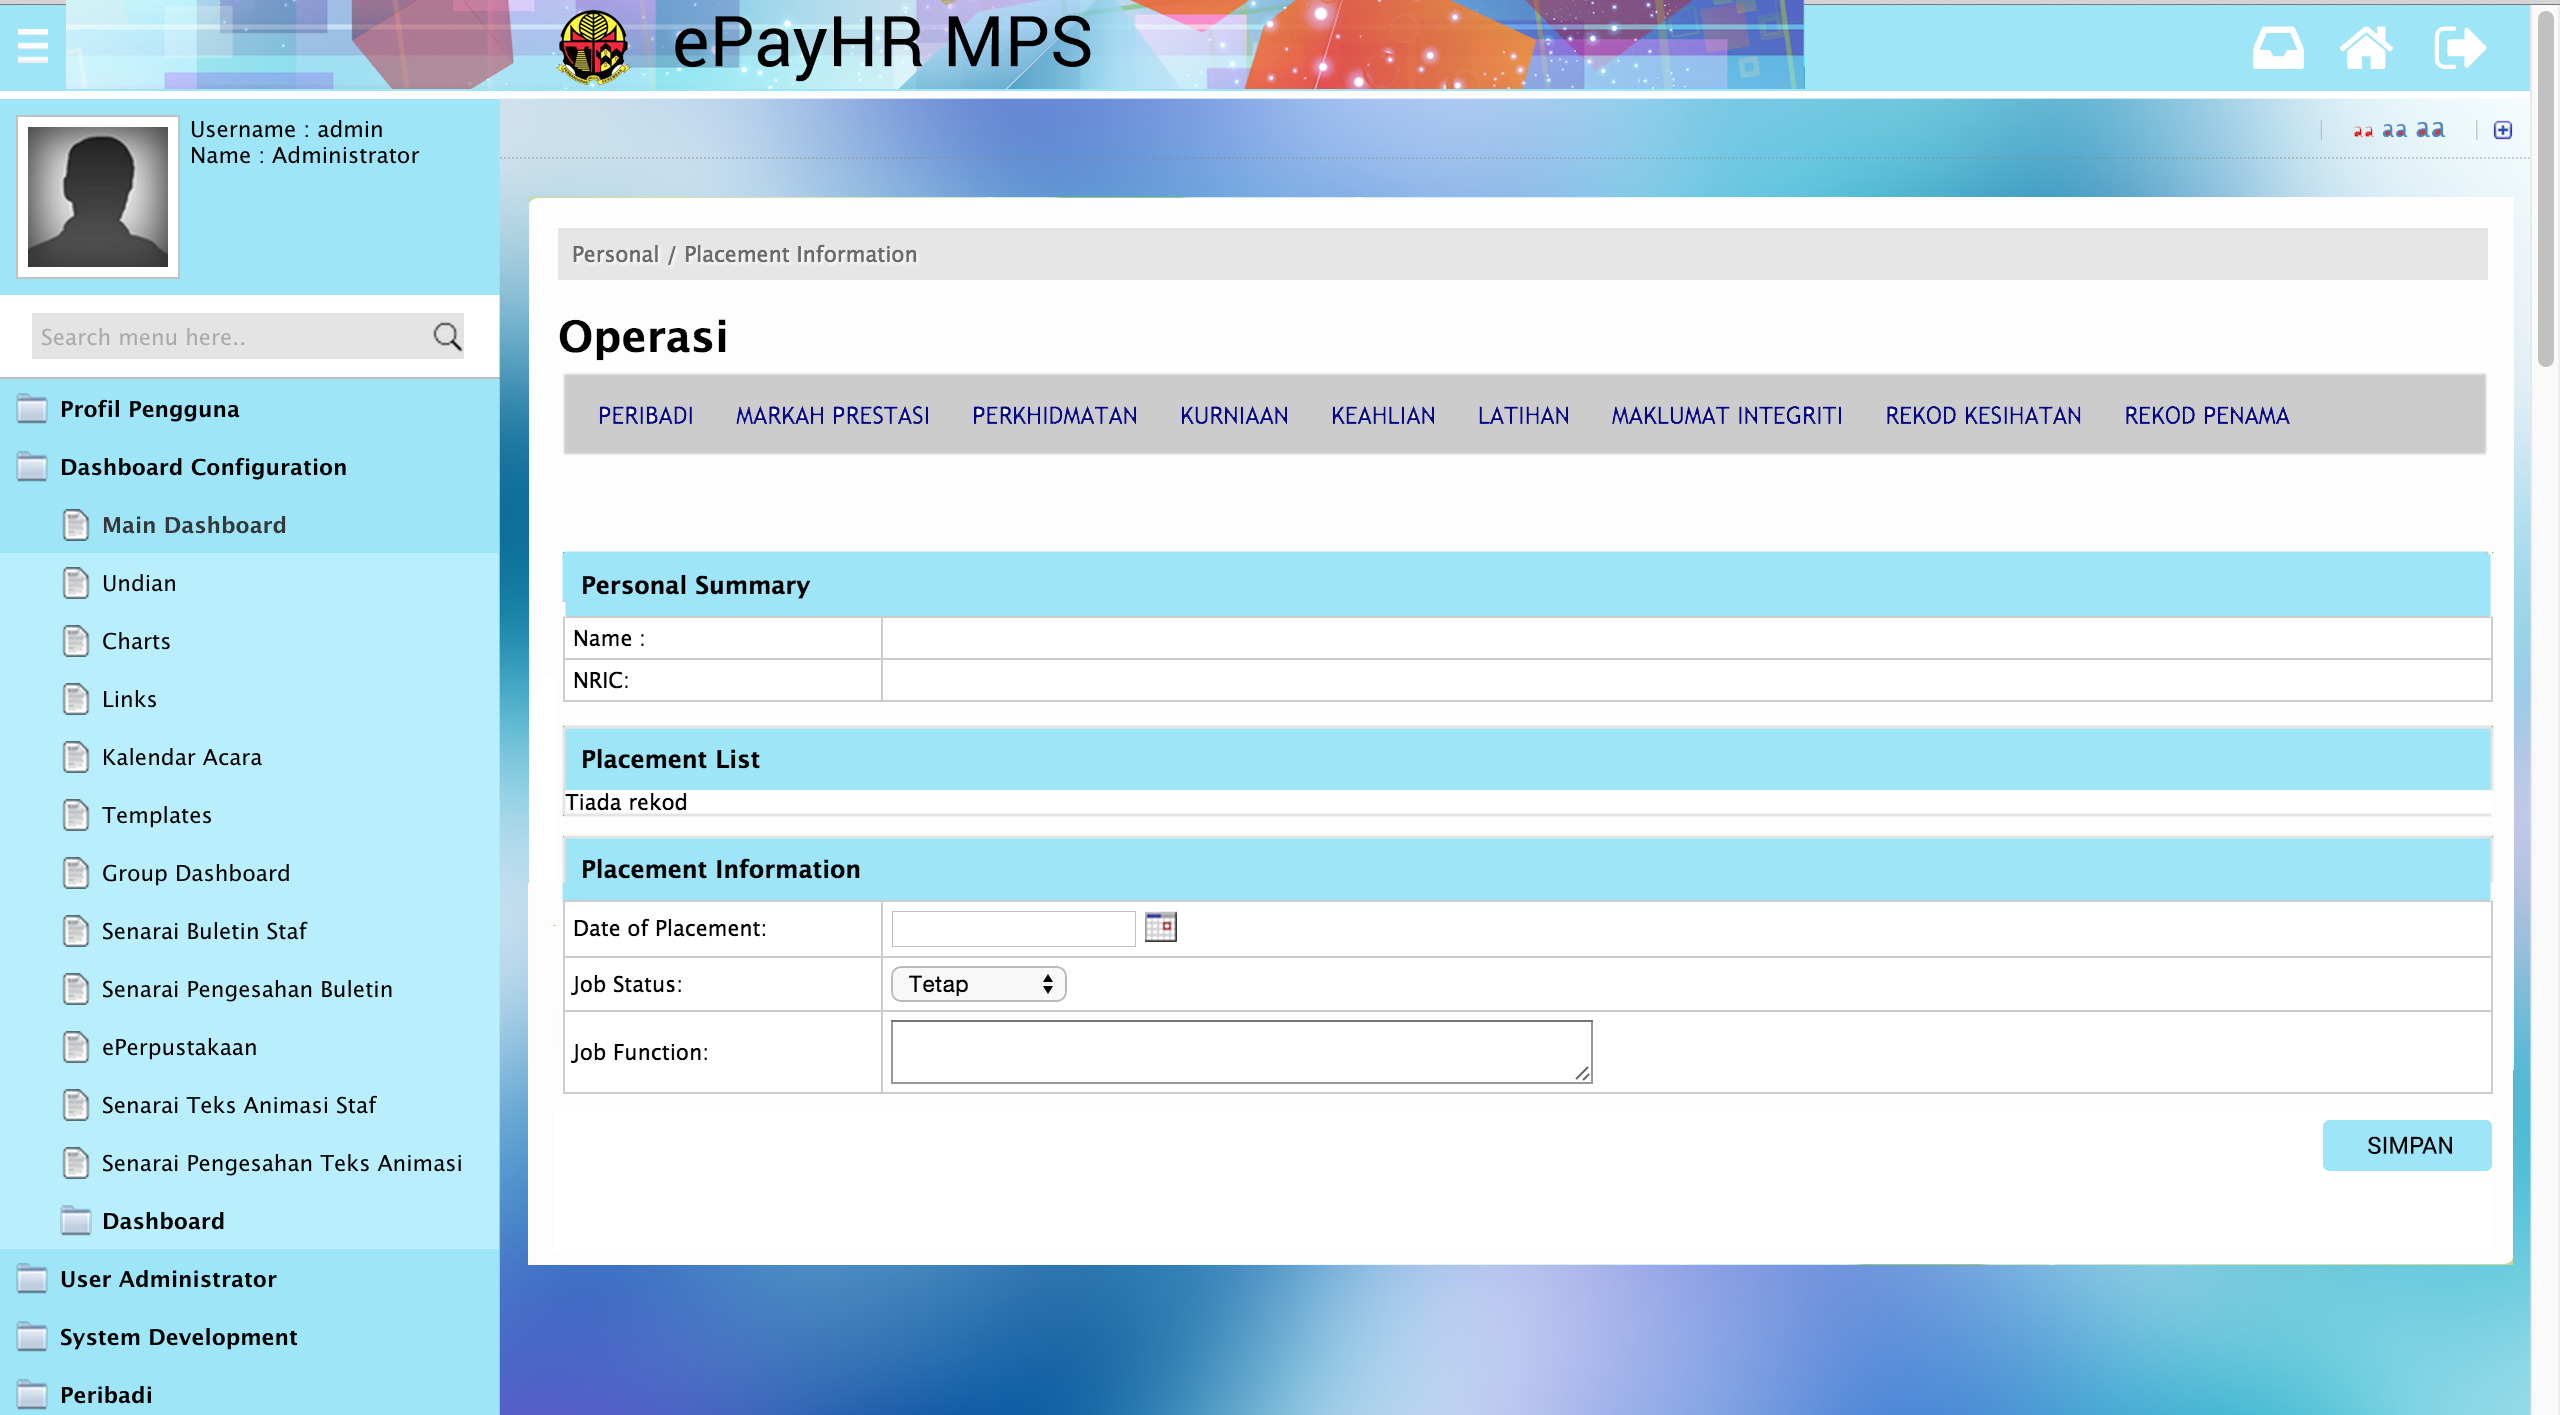 ePayHR MPS
Username : admin
Name : Administrator
Search menu here..
Profil Pengguna
Dashboard Configuration
Main Dashboard
Undian
Charts
Links
Kalendar Acara
Templates
Group Dashboard
Senarai Buletin Staf
Senarai Pengesahan Buletin
ePerpustakaan
Senarai Teks Animasi Staf
Senarai Pengesahan Teks Animasi
Dashboard
User Administrator
System Development
Peribadi
aa aa aa
Personal / Placement Information
Operasi
PERIBADI MARKAH PRESTASI PERKHIDMATAN KURNIAAN KEAHLIAN LATIHAN MAKLUMAT INTEGRITI REKOD KESIHATAN REKOD PENAMA
Personal Summary
Name :
NRIC:
Placement List
Tiada rekod
Placement Information
Date of Placement:
Job Status: Tetap
Job Function:
SIMPAN